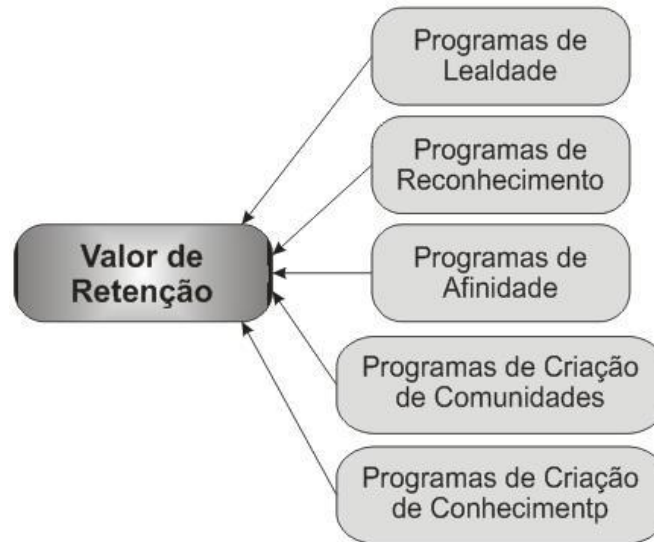 Programas de
Lealdade
Programas de
Reconhecimento
Valor de
Retenção
Programas de
Afinidade
Programas de Criação
de Comunidades
Programas de Criação
de Conhecimentp